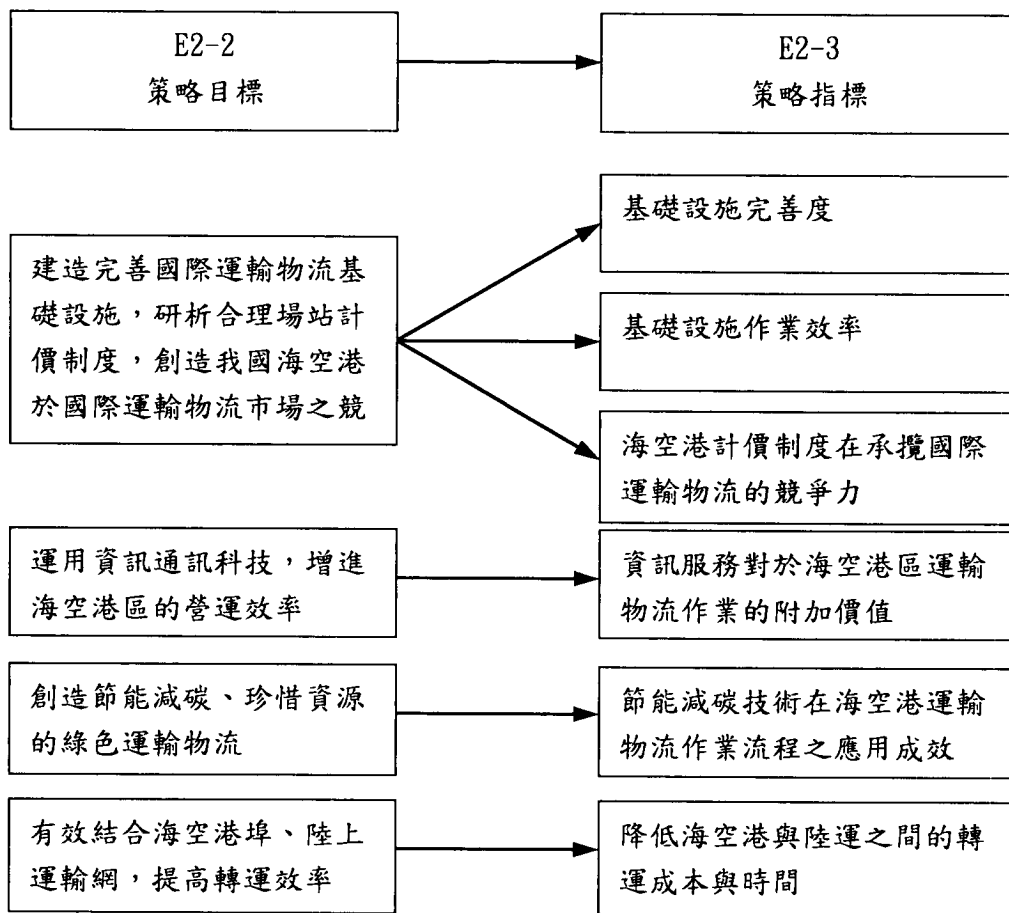 E2-2
策略目標
E2-3
策略指標
建造完善國際運輸物流基
礎設施，研析合理場站計
價制度，創造我國海空港
於國際運輸物流市場之競
基礎設施完善度
基礎設施作業效率
海空港計價制度在承攬國際
運輸物流的競爭力
運用資訊通訊科技，增進
海空港區的營運效率
資訊服務對於海空港區運輸
物流作業的附加價值
創造節能減碳、珍惜資源
的綠色運輸物流
節能減碳技術在海空港運輸
物流作業流程之應用成效
有效結合海空港埠、陸上
運輸網，提高轉運效率
降低海空港與陸運之間的轉
運成本與時間